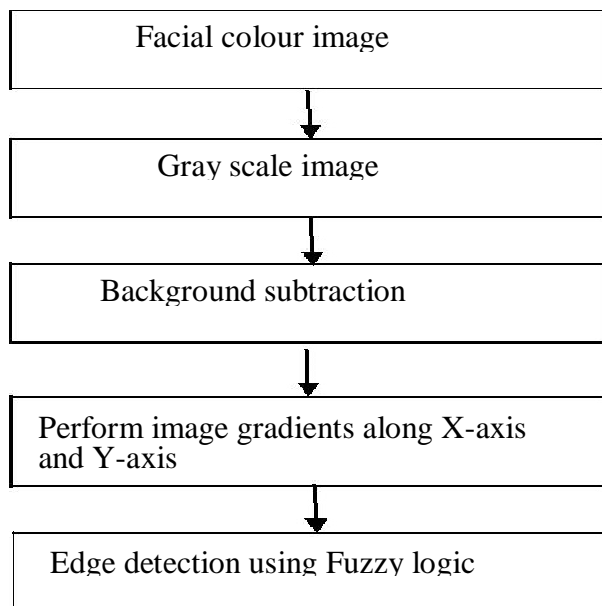 Facial colour image
Gray scale image
Background subtraction
Perform image gradients along X-axis
and Y-axis
Edge detection using Fuzzy logic